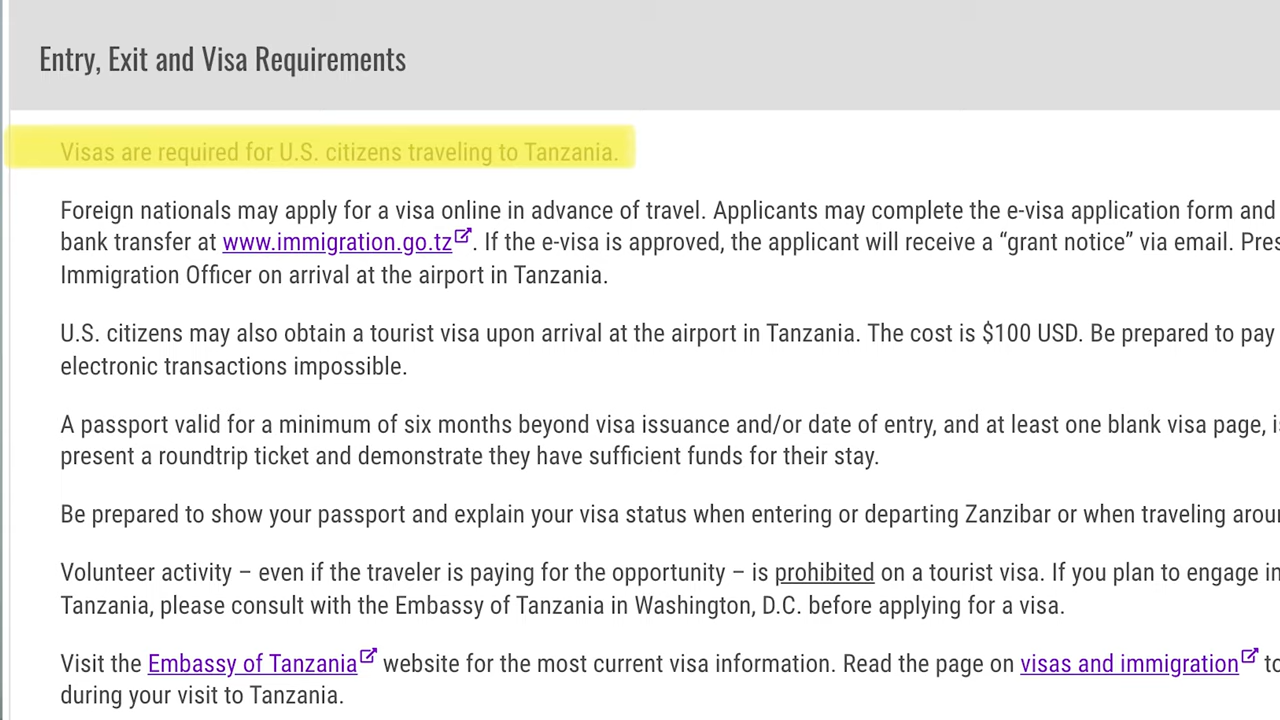 Entry, Exit and Visa Requirements
Visas are required for U.S. citizens traveling to Tanzania.
Foreign nationals may apply for a visa online in advance of travel. Applicants may complete the e-visa application form and
bank transfer at www.immigration.go.tz. If the e-visa is approved, the applicant will receive a “grant notice” via email.
Immigration Officer on arrival at the airport in Tanzania.
U.S. citizens may also obtain a tourist visa upon arrival at the airport in Tanzania. The cost is $100 USD. Be prepared to pay
electronic transactions impossible.
A passport valid for a minimum of six months beyond visa issuance and/or date of entry, and at least one blank visa page,
present a roundtrip ticket and demonstrate they have sufficient funds for their stay.
Be prepared to show your passport and explain your visa status when entering or departing Zanzibar or when traveling
Volunteer activity – even if the traveler is paying for the opportunity – is prohibited on a tourist visa. If you plan to engage in
Tanzania, please consult with the Embassy of Tanzania in Washington, D.C. before applying for a visa.
Visit the Embassy of Tanzania website for the most current visa information. Read the page on visas and immigration to
during your visit to Tanzania.